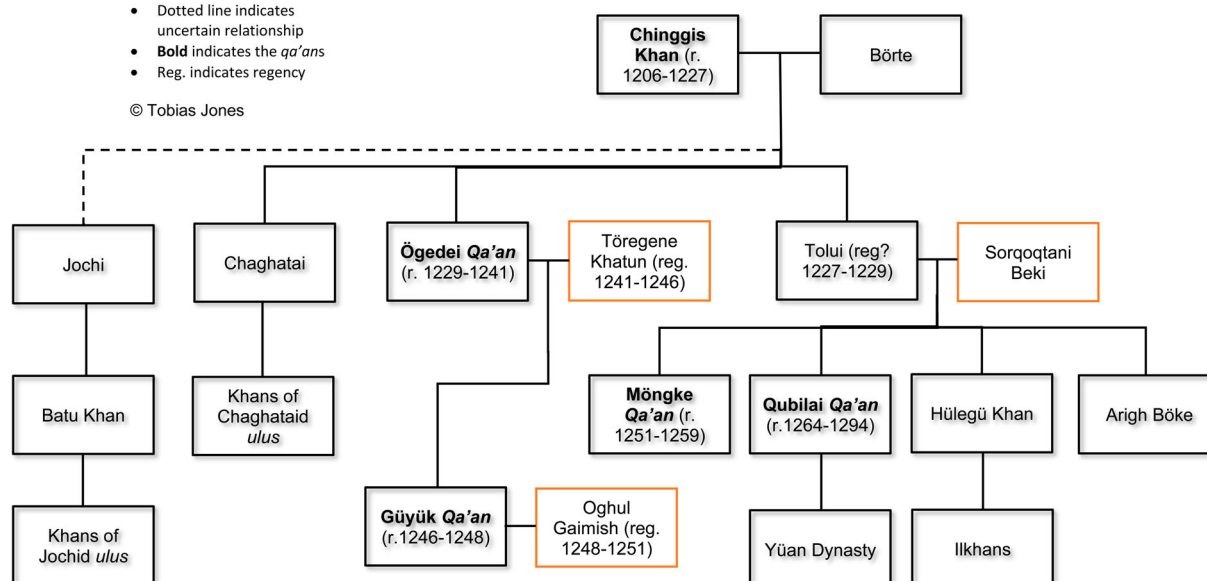 • Dotted line indicates
uncertain relationship
• Bold indicates the qa’ans
• Reg. indicates regency
© Tobias Jones
Chinggis
Khan (r.
1206-1227)
Börte
Jochi
Chaghatai
Ögedei Qa’an
(r. 1229-1241)
Töregene
Khatun (reg.
1241-1246)
Tolui (reg?
1227-1229)
Sorqoqtani
Beki
Batu Khan
Khans of
Chaghataid
ulus
Möngke
Qa’an (r.
1251-1259)
Qubilai Qa’an
(r.1264-1294)
Hülegü Khan
Arigh Böke
Khans of
Jochid ulus
Güyük Qa’an
(r.1246-1248)
Oghul
Gaimish (reg.
1248-1251)
Yüan Dynasty
Ilkhans